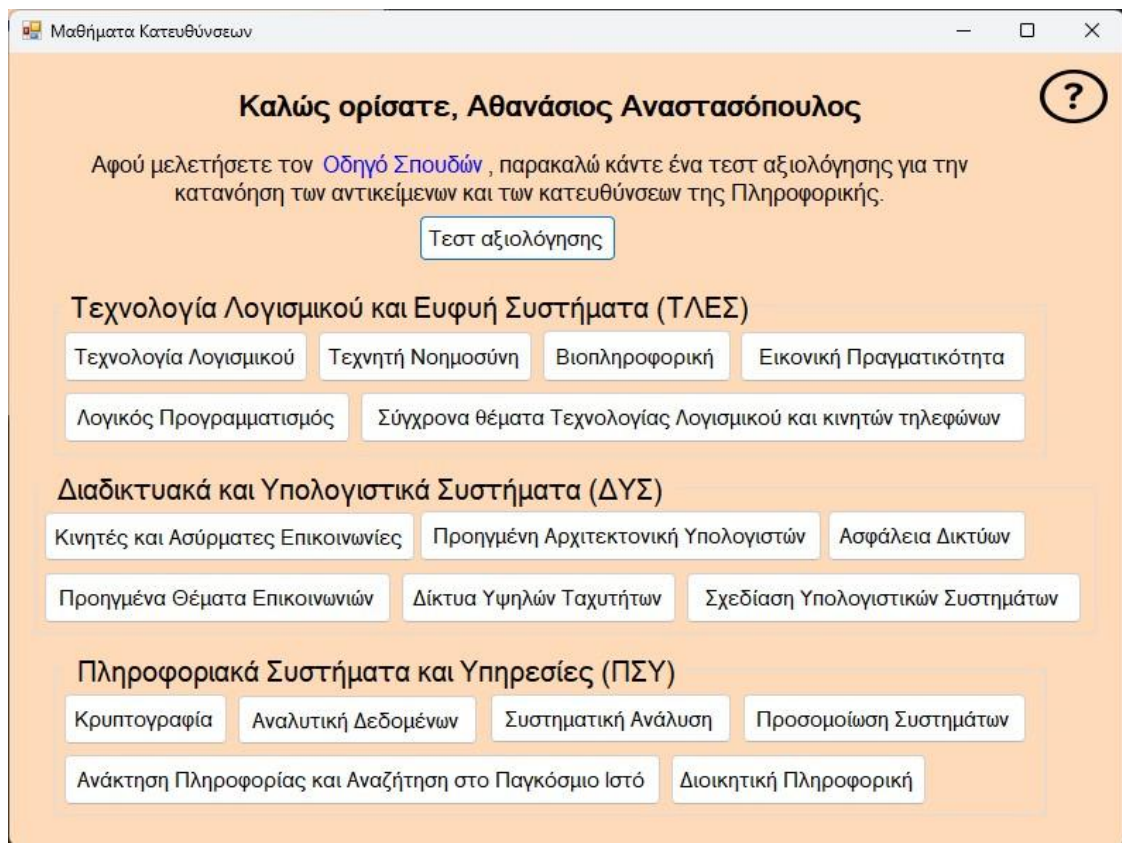 Μαθήματα Κατευθύνσεων
?
Καλώς ορίσατε, Αθανάσιος Αναστασόπουλος
Αφού μελετήσετε τον Οδηγό Σπουδών , παρακαλώ κάντε ένα τεστ αξιολόγησης για την
κατανόηση των αντικείμενων και των κατευθύνσεων της Πληροφορικής.
Τεστ αξιολόγησης
Τεχνολογία Λογισμικού και Ευφυή Συστήματα (ΤΛΕΣ)
Τεχνολογία Λογισμικού Τεχνητή Νοημοσύνη Βιοπληροφορική Εικονική Πραγματικότητα
Λογικός Προγραμματισμός Σύγχρονα θέματα Τεχνολογίας Λογισμικού και κινητών τηλεφώνων
Διαδικτυακά και Υπολογιστικά Συστήματα (ΔΥΣ)
Κινητές και Ασύρματες Επικοινωνίες Προηγμένη Αρχιτεκτονική Υπολογιστών Ασφάλεια Δικτύων
Προηγμένα Θέματα Επικοινωνιών Δίκτυα Υψηλών Ταχυτήτων Σχεδίαση Υπολογιστικών Συστημάτων
Πληροφοριακά Συστήματα και Υπηρεσίες (ΠΣΥ)
Κρυπτογραφία Αναλυτική Δεδομένων Συστηματική Ανάλυση Προσομοίωση Συστημάτων
Ανάκτηση Πληροφορίας και Αναζήτηση στο Παγκόσμιο Ιστό Διοικητική Πληροφορική